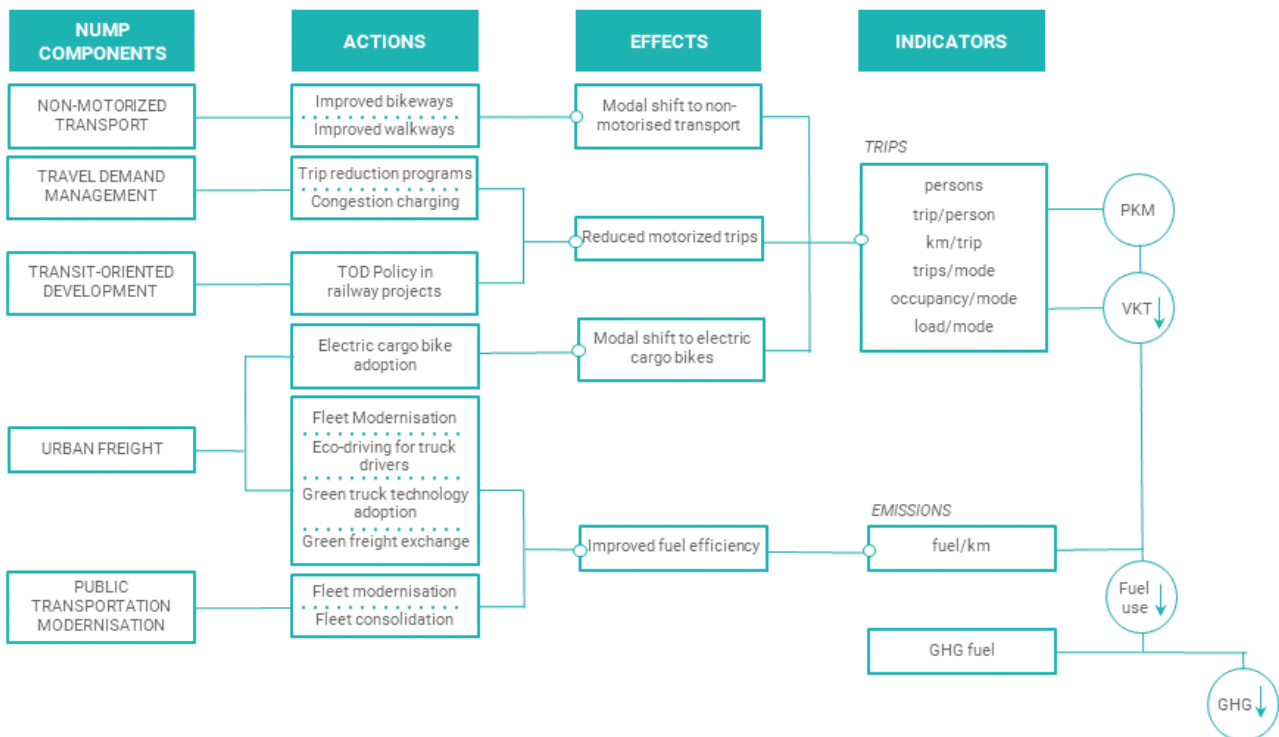 NUMP
COMPONENTS
ACTIONS
EFFECTS
INDICATORS
NON-MOTORIZED
TRANSPORT
Improved bikeways
Improved walkways
Modal shift to non-
motorised transport
TRAVEL DEMAND
MANAGEMENT
Trip reduction programs
Congestion charging
Reduced motorized trips
TRANSIT-ORIENTED
DEVELOPMENT
TOD Policy in
railway projects
Electric cargo bike
adoption
Modal shift to electric
cargo bikes
URBAN FREIGHT
Fleet Modernisation
Eco-driving for truck
drivers
Green truck technology
adoption
Green freight exchange
Improved fuel efficiency
PUBLIC
TRANSPORTATION
MODERNISATION
Fleet modernisation
Fleet consolidation
TRIPS
persons
trip/person
km/trip
trips/mode
occupancy/mode
load/mode
PKM
VKT
EMISSIONS
fuel/km
Fuel
use
GHG fuel
GHG